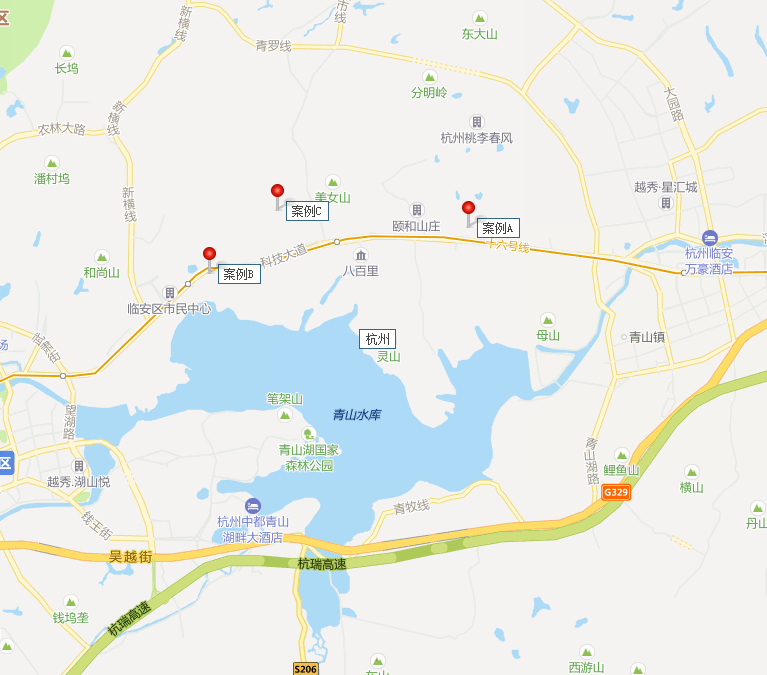 区
新横线
市线
东大山
青罗线
长坞
分明岭
大园路
新横线
农林大路
杭州桃李春风
潘村坞
新横线
越秀·星汇城
美女山
案例C
颐和山庄
案例A
十六号线
科技大道
杭州临安
万豪酒店
和尚山
案例B
八百里
临安区市民中心
杭州
母山
青山镇
临天街
场
灵山
笔架山
青山水库
望湖路
青山湖国家
森林公园
青山湖路
区
越秀.湖山悦
鲤鱼山
横山
G329
青牧线
杭州中都青山
湖畔大酒店
丹山
线王街
吴越街
杭瑞高速
钱坞垄
杭瑞高速
西游山
S206